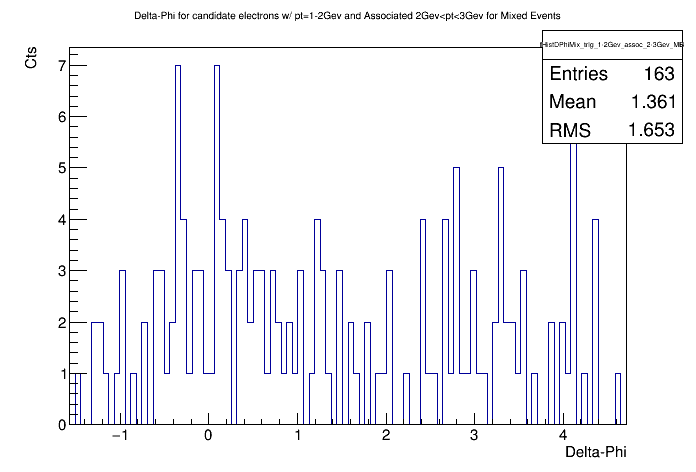 Delta-Phi for candidate electrons w/ pt=1-2Gev and Associated 2Gev<pt<3Gev for Mixed Events
HistDPhiMix_trig_1-2Gev_assoc_2-3Gev_MB
Entries 163
Mean 1.361
RMS 1.653
Cts
7
6
5
4
3
2
1
0
−1 0 1 2 3 4
Delta-Phi